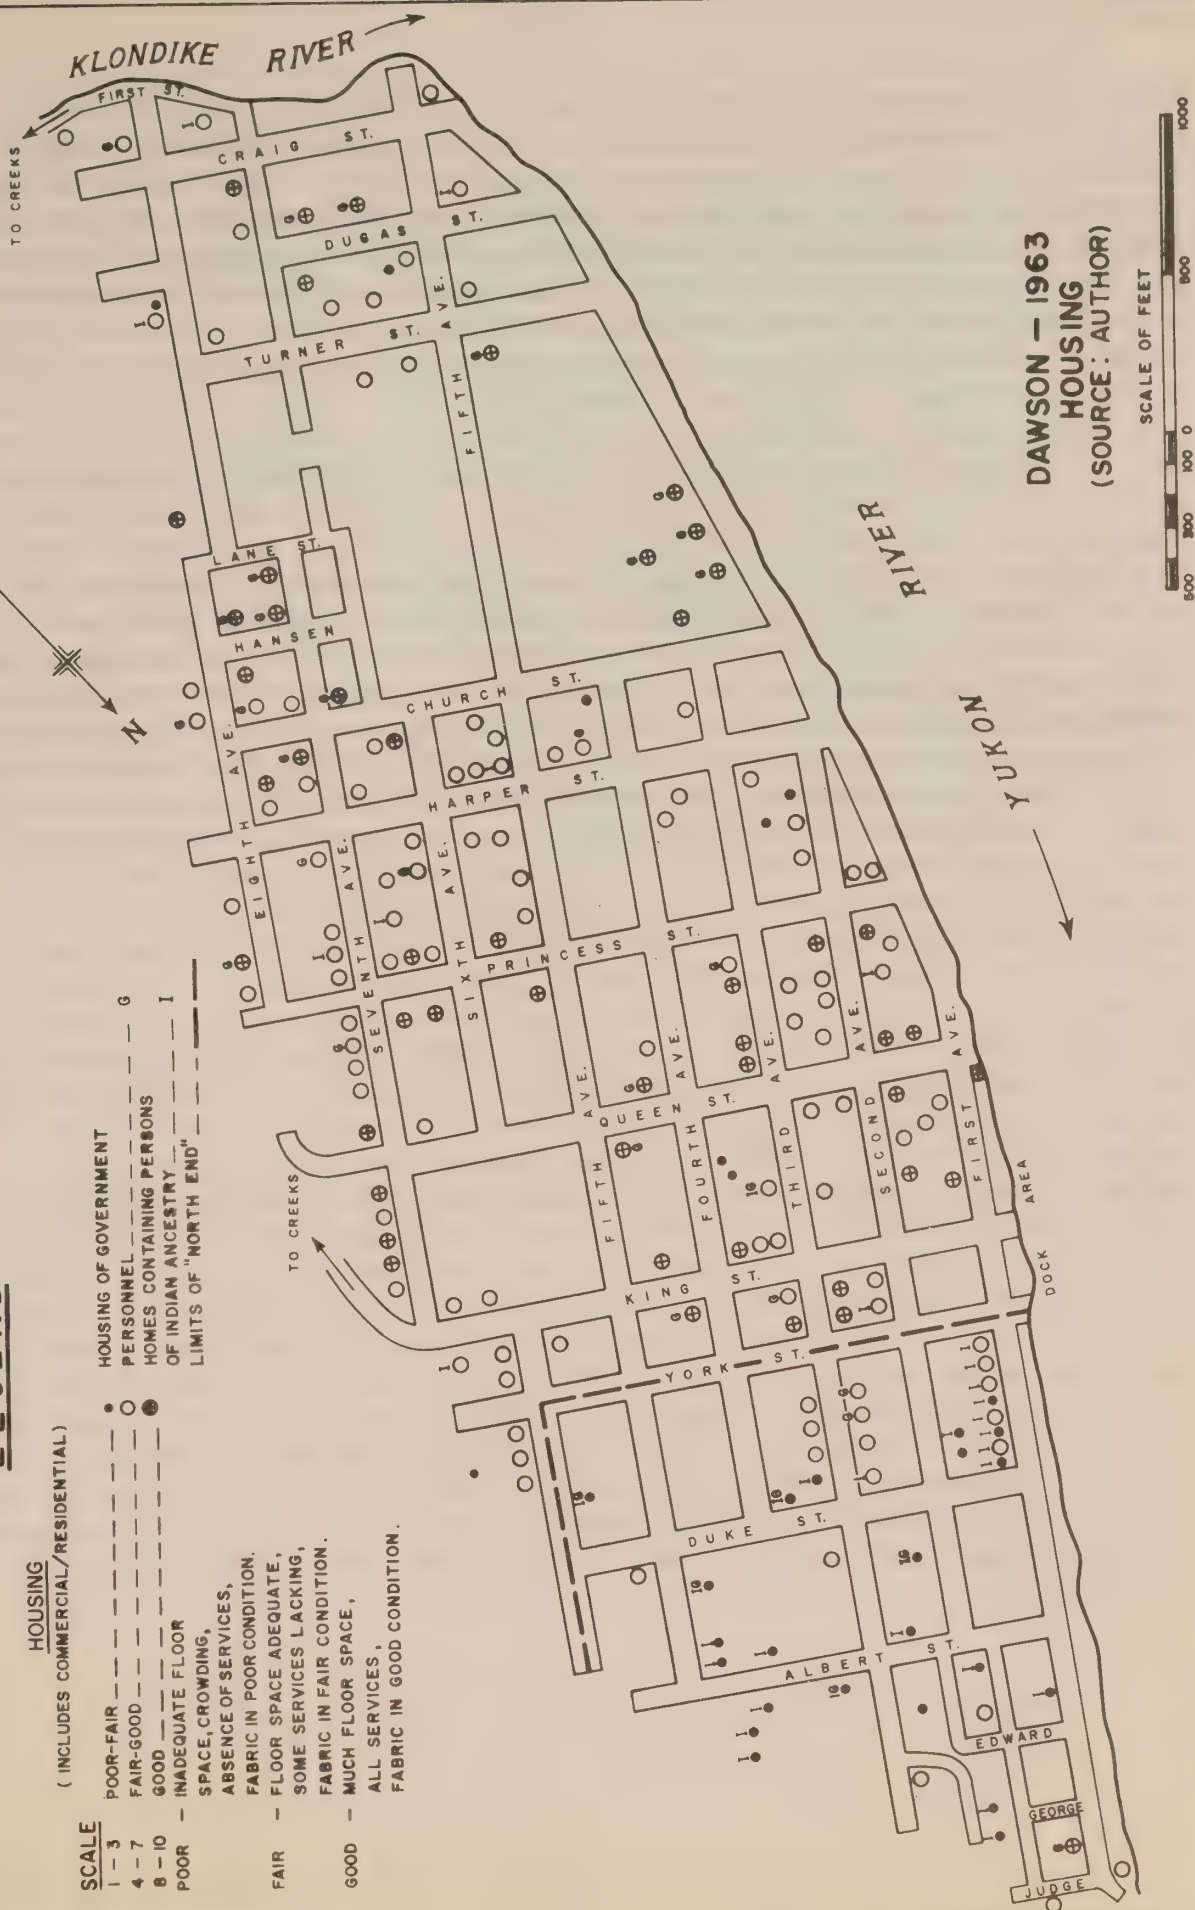 KLONDIKE RIVER
TO CREEKS
FIRST ST.
CRAIG ST.
DUGAS ST.
TURNER ST.
FIFTH AVE.
LANE ST.
HANSEN
CHURCH ST.
HARPER ST.
PRINCESS ST.
QUEEN ST.
KING ST.
YORK ST.
DUKE ST.
ALBERT ST.
EDWARD
GEORGE
JUDGE
EIGHTH AVE.
SEVENTH AVE.
SIXTH AVE.
FIFTH AVE.
FOURTH AVE.
THIRD AVE.
SECOND AVE.
FIRST AVE.
TO CREEKS
DOCK AREA
YUKON RIVER
N
DAWSON – 1963
HOUSING
(SOURCE: AUTHOR)
SCALE OF FEET
500 300 100 0 500 1000
HOUSING
( INCLUDES COMMERCIAL/RESIDENTIAL)
SCALE
1 – 3 POOR-FAIR
4 – 7 FAIR-GOOD
8 – 10 GOOD
POOR – INADEQUATE FLOOR
SPACE, CROWDING,
ABSENCE OF SERVICES,
FABRIC IN POOR CONDITION.
FAIR – FLOOR SPACE ADEQUATE,
SOME SERVICES LACKING,
FABRIC IN FAIR CONDITION.
GOOD – MUCH FLOOR SPACE,
ALL SERVICES,
FABRIC IN GOOD CONDITION.
HOUSING OF GOVERNMENT
PERSONNEL G
HOMES CONTAINING PERSONS
OF INDIAN ANCESTRY I
LIMITS OF "NORTH END"